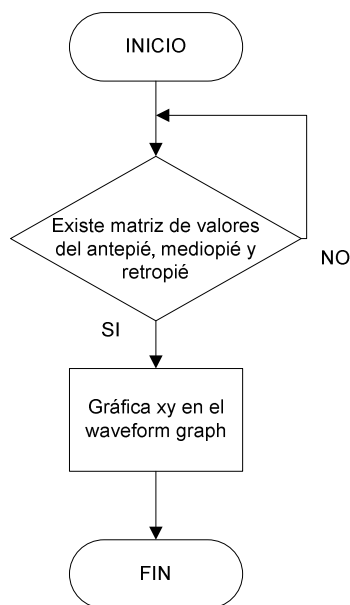 INICIO
Existe matriz de valores
del antepié, mediopié y
retropié
NO
SI
Gráfica xy en el
waveform graph
FIN